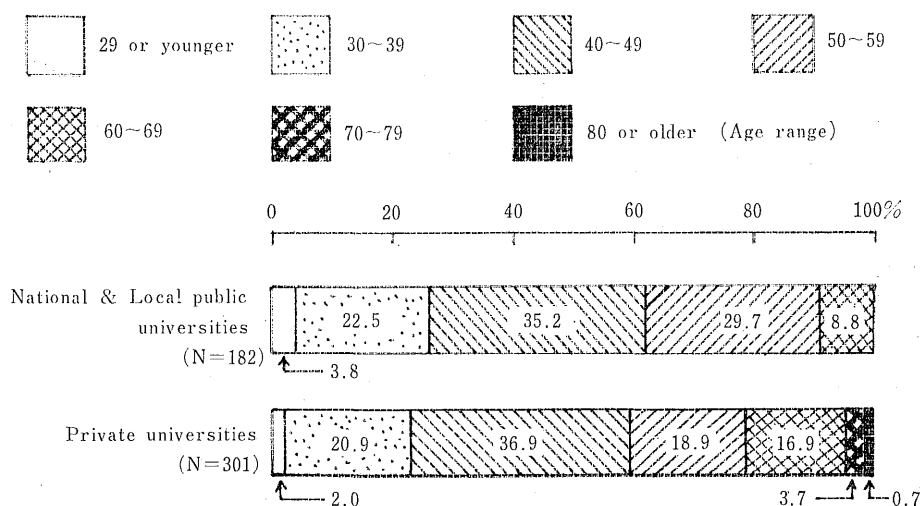 29 or younger
30~39
40~49
50~59
60~69
70~79
80 or older (Age range)
0 20 40 60 80 100%
National & Local public
universities
(N=182)
22.5 35.2 29.7 8.8
3.8
Private universities
(N=301)
20.9 36.9 18.9 16.9
2.0 3.7 0.7